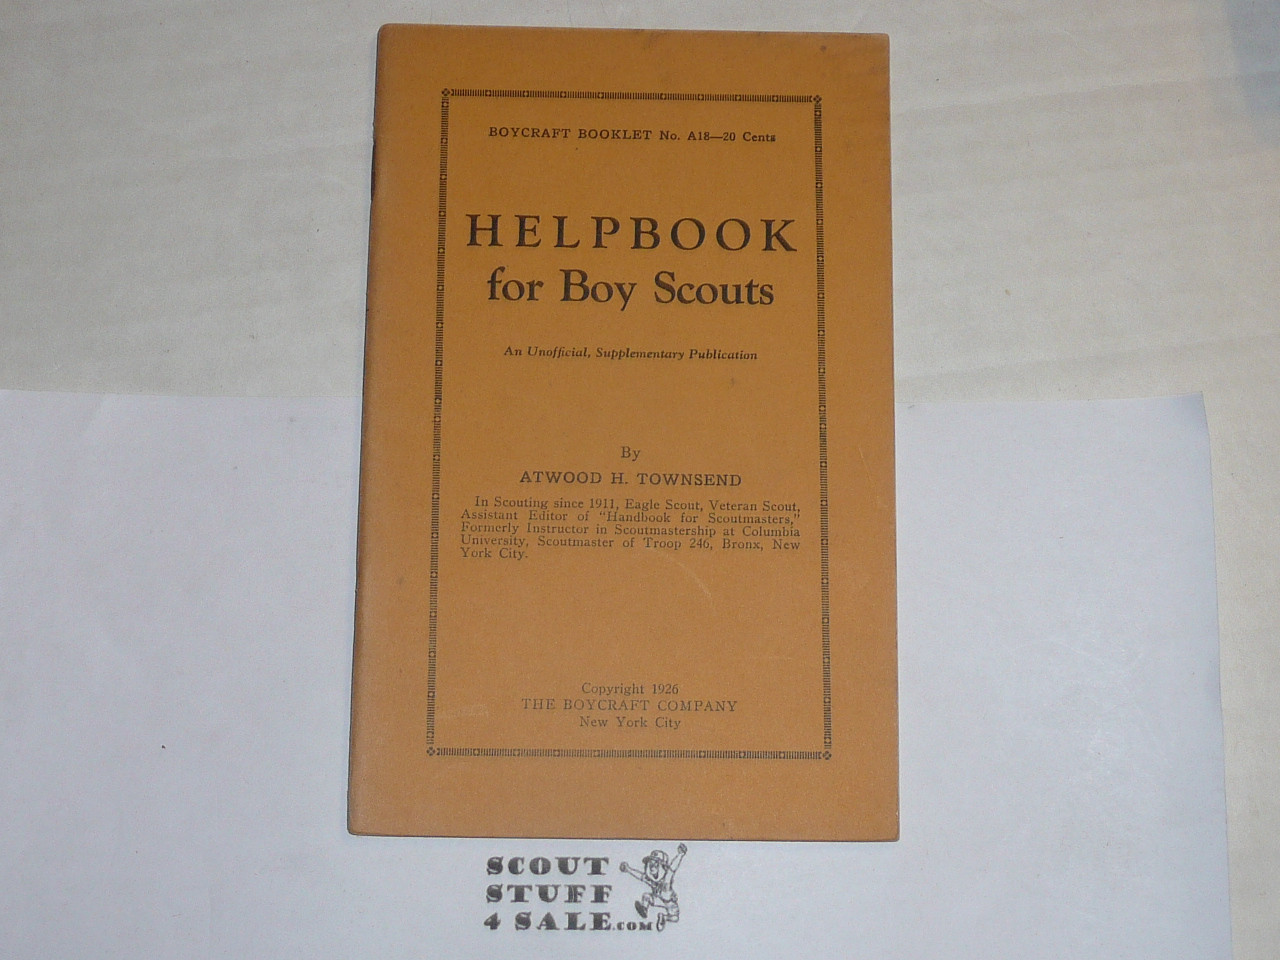 BOYCRAFT BOOKLET No. A18—20 Cents
HELPBOOK
for Boy Scouts
An Unofficial, Supplementary Publication
By
ATWOOD H. TOWNSEND
In Scouting since 1911, Eagle Scout, Veteran Scout,
Assistant Editor of "Handbook for Scoutmasters,"
Formerly Instructor in Scoutmastership at Columbia
University, Scoutmaster of Troop 246, Bronx, New
York City.
Copyright 1926
THE BOYCRAFT COMPANY
New York City
SCOUT
STUFF
4 SALE.COM